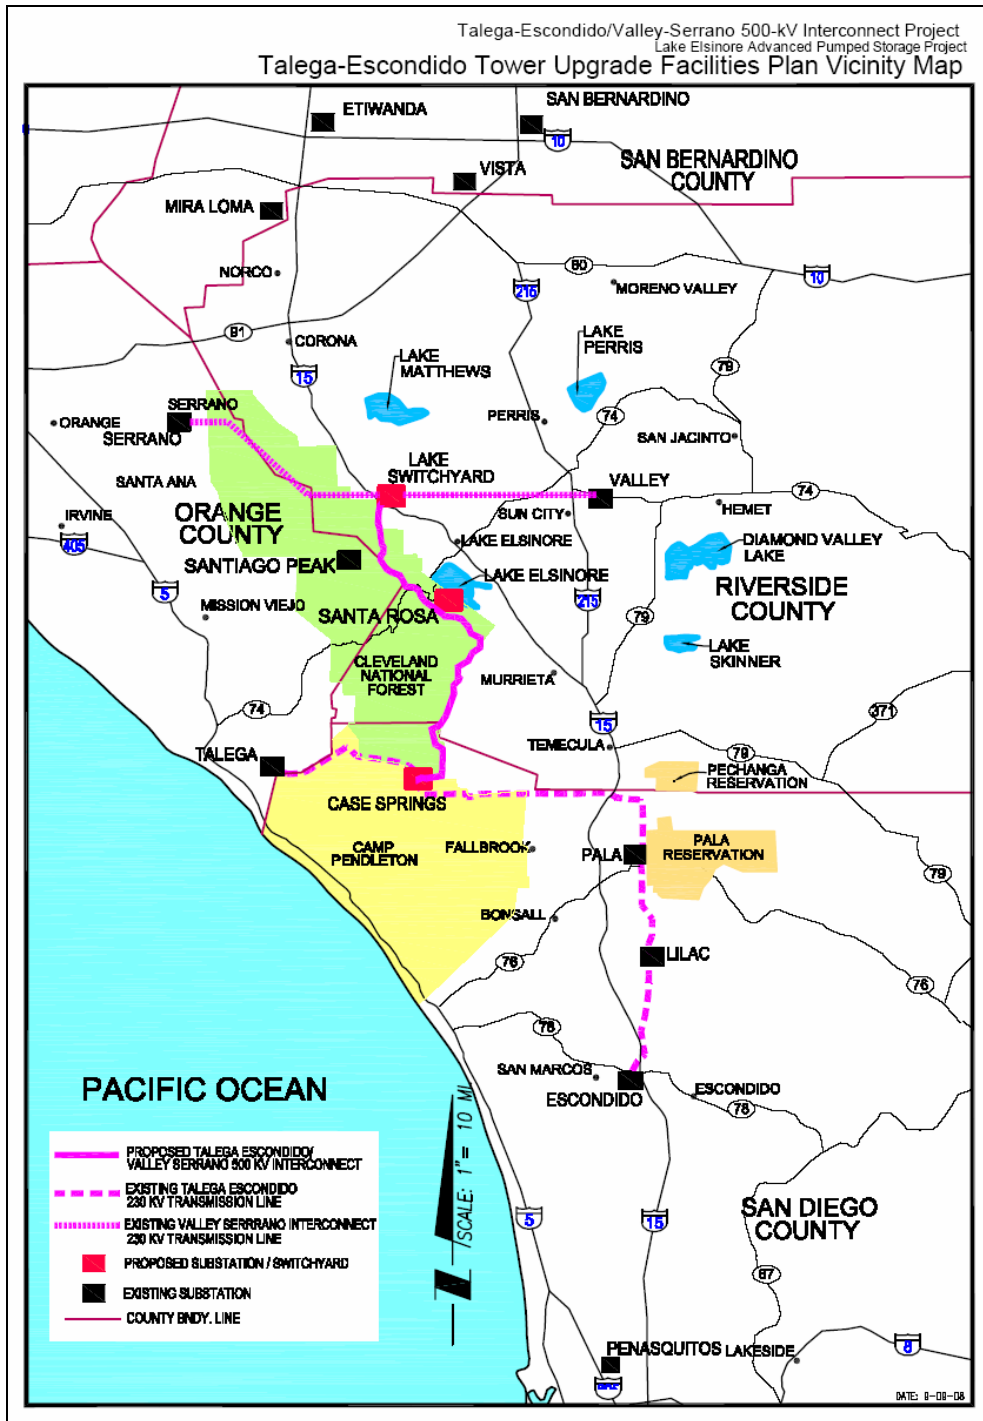 Talega-Escondido/Valley-Serrano 500-kV Interconnect Project
Lake Elsinore Advanced Pumped Storage Project
Talega-Escondido Tower Upgrade Facilities Plan Vicinity Map
ETIWANDA
SAN BERNARDINO
10
SAN BERNARDINO
COUNTY
VISTA
MIRA LOMA
NORCO
60
10
215
MORENO VALLEY
91
CORONA
LAKE
PERRIS
LAKE
MATTHEWS
79
15
SERRANO
ORANGE
SERRANO
PERRIS
74
SAN JACINTO
LAKE
SWITCHYARD
SANTA ANA
VALLEY
74
IRVINE
ORANGE
COUNTY
SUN CITY
HEMET
405
LAKE ELSINORE
DIAMOND VALLEY
LAKE
SANTIAGO PEAK
LAKE ELSINORE
5
RIVERSIDE
COUNTY
MISSION VIEJO
SANTA ROSA
215
79
CLEVELAND
NATIONAL
FOREST
LAKE
SKINNER
MURRIETA
74
371
15
TALEGA
TEMECULA
79
PECHANGA
RESERVATION
CASE SPRINGS
CAMP
PENDLETON
FALLBROOK
PALA
PALA
RESERVATION
79
BONSALL
76
LILAC
76
78
SAN MARCOS
ESCONDIDO
ESCONDIDO
78
PACIFIC OCEAN
SCALE: 1" = 10 MI.
N
PROPOSED TALEGA ESCONDIDO/
VALLEY SERRANO 500 KV INTERCONNECT
EXISTING TALEGA ESCONDIDO
230 KV TRANSMISSION LINE
EXISTING VALLEY SERRRANO INTERCONNECT
230 KV TRANSMISSION LINE
PROPOSED SUBSTATION / SWITCHYARD
EXISTING SUBSTATION
COUNTY BNDY. LINE
5
15
SAN DIEGO
COUNTY
67
PENASQUITOS
LAKESIDE
8
DATE: 9-09-08